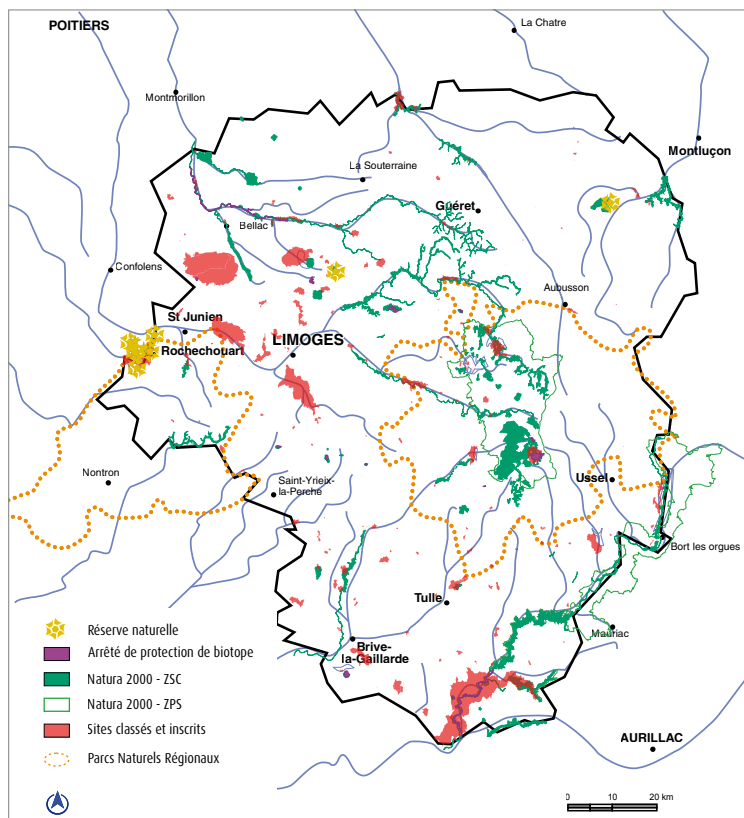 POITIERS
La Chatre
Montmorillon
Montluçon
La Souterraine
Guéret
Bellac
Confolens
Aubusson
St Junien
LIMOGES
Rochechouart
Nontron
Saint-Yrieix-
la-Perche
Ussel
Bort les orgues
Tulle
Mauriac
Brive-
la-Gaillarde
AURILLAC
Réserve naturelle
Arrêté de protection de biotope
Natura 2000 - ZSC
Natura 2000 - ZPS
Sites classés et inscrits
Parcs Naturels Régionaux
0 10 20 km